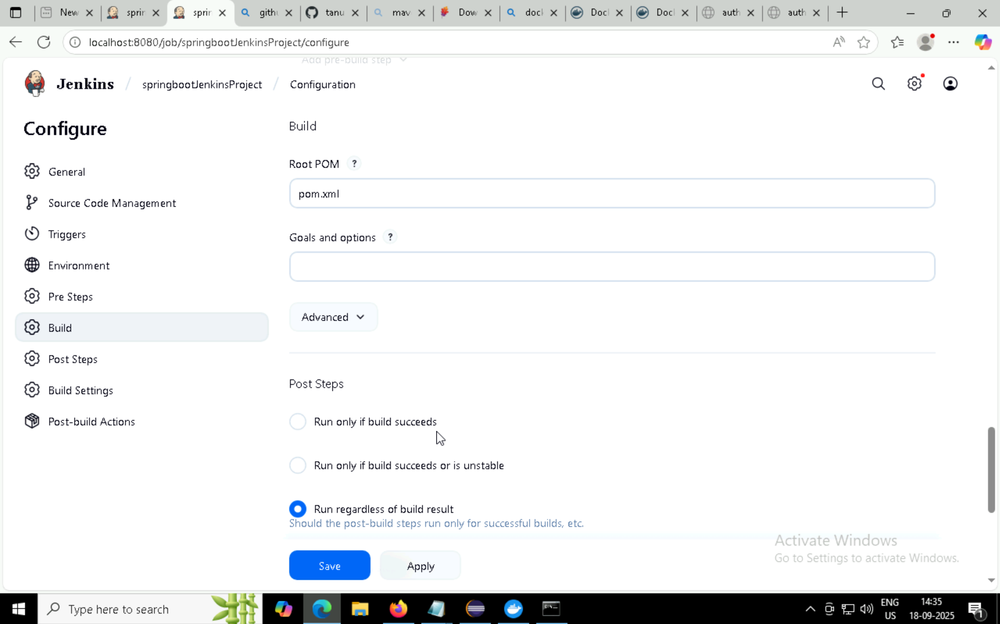 New
sprin
sprin
gith
tanu
mav
Dow
doc
Doc
Doc
auth
auth
localhost:8080/job/springbootJenkinsProject/configure
Add pre-build step
Jenkins / springbootJenkinsProject / Configuration
Configure
General
Source Code Management
Triggers
Environment
Pre Steps
Build
Post Steps
Build Settings
Post-build Actions
Build
Root POM ?
pom.xml
Goals and options ?
Advanced
Post Steps
Run only if build succeeds
Run only if build succeeds or is unstable
Run regardless of build result
Should the post-build steps run only for successful builds, etc.
Save
Apply
Activate Windows
Go to Settings to activate Windows.
Type here to search
ENG
US
14:35
18-09-2025
1